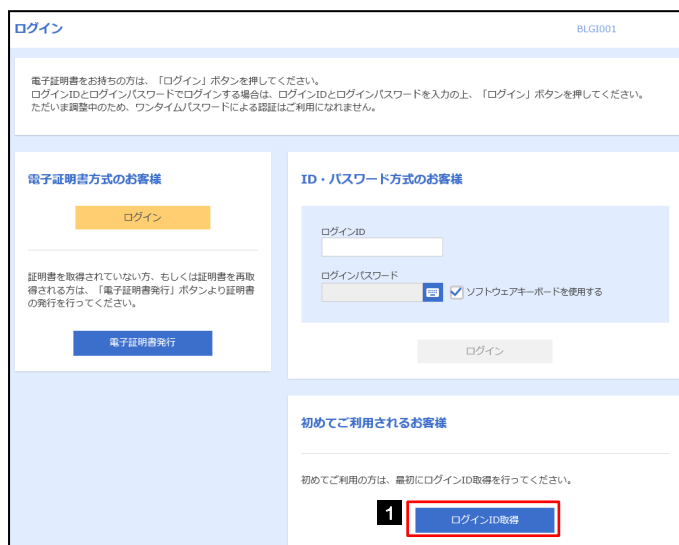 ログイン
BLGI001
電子証明書をお持ちの方は、「ログイン」ボタンを押してください。
ログインIDとログインパスワードでログインする場合は、ログインIDとログインパスワードを入力の上、「ログイン」ボタンを押してください。
ただいま調整中のため、ワンタイムパスワードによる認証はご利用になれません。
電子証明書方式のお客様
ログイン
証明書を取得されていない方、もしくは証明書を再取
得される方は、「電子証明書発行」ボタンより証明書
の発行を行ってください。
電子証明書発行
ID・パスワード方式のお客様
ログインID
ログインパスワード
ソフトウェアキーボードを使用する
ログイン
初めてご利用されるお客様
初めてご利用の方は、最初にログインID取得を行ってください。
1
ログインID取得